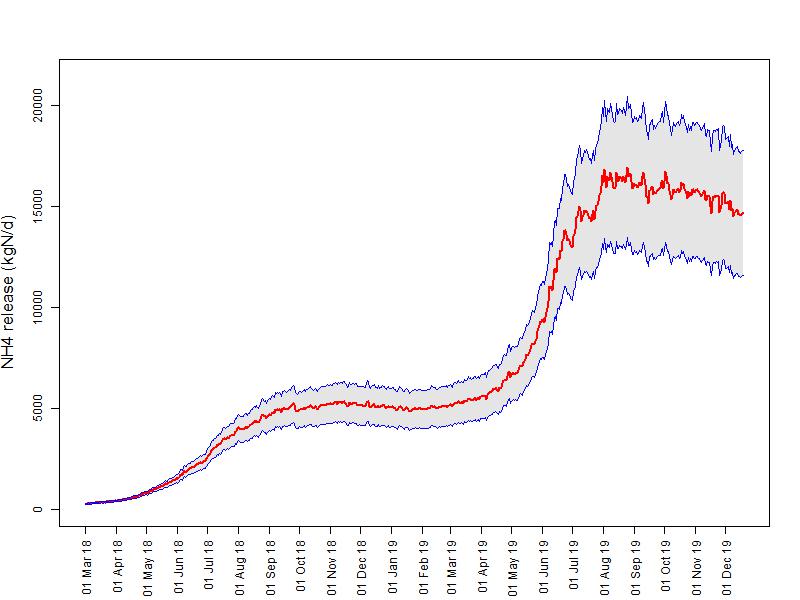 NH4 release (kgN/d)
20000
15000
10000
5000
0
01 Mar 18
01 Apr 18
01 May 18
01 Jun 18
01 Jul 18
01 Aug 18
01 Sep 18
01 Oct 18
01 Nov 18
01 Dec 18
01 Jan 19
01 Feb 19
01 Mar 19
01 Apr 19
01 May 19
01 Jun 19
01 Jul 19
01 Aug 19
01 Sep 19
01 Oct 19
01 Nov 19
01 Dec 19